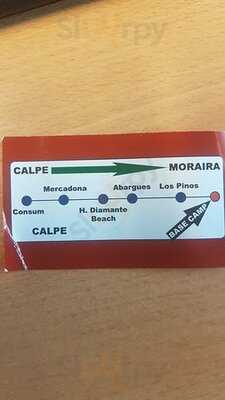 CALPE MORAIRA
Mercadona Abargues Los Pinos
Consum H. Diamante
Beach
CALPE
BASE CAMP